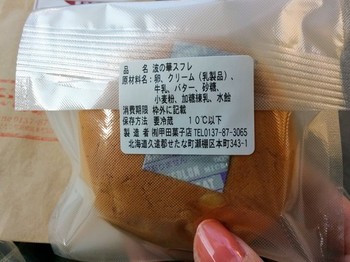 品　名　波の華スフレ
原材料名：卵、クリーム（乳製品）、
牛乳、バター、砂糖、
小麦粉、加糖練乳、水飴
消費期限　枠外に記載
保存方法　要冷蔵　10℃以下
製造者　㈲甲田菓子店 TEL0137-87-3065
北海道久遠郡せたな町瀬棚区本町343-1